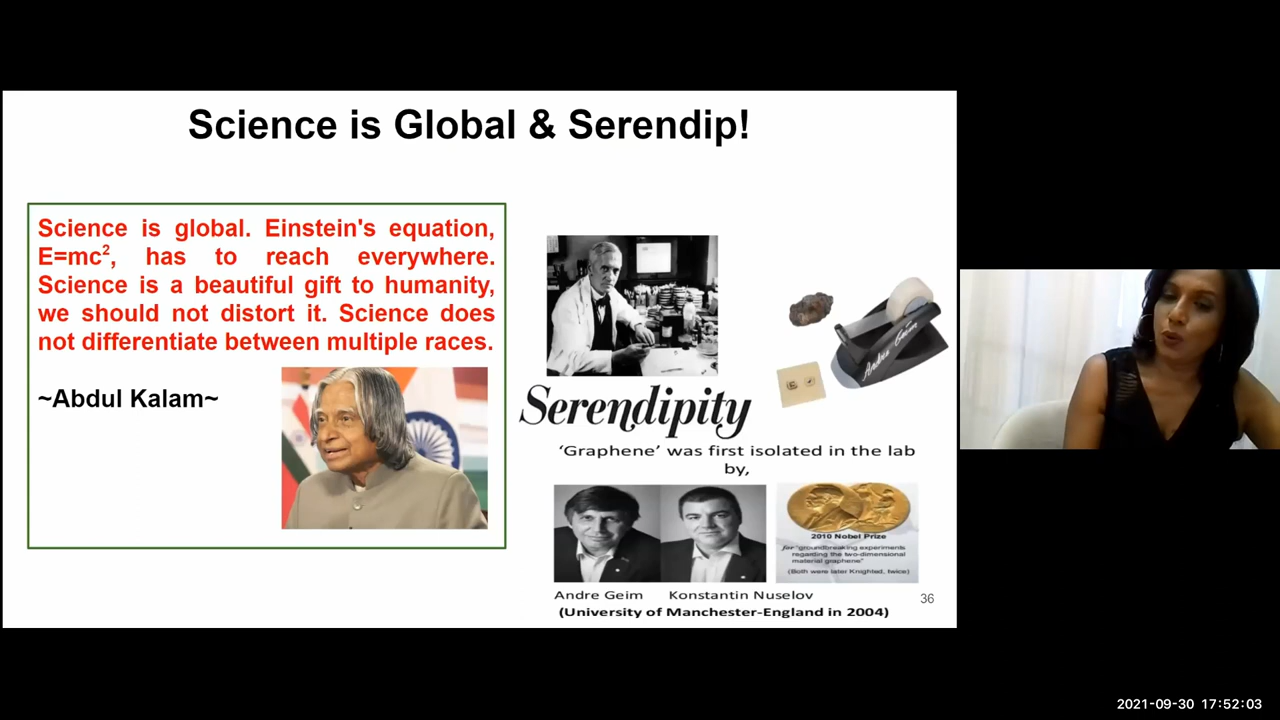 Science is Global & Serendip!
Science is global. Einstein's equation,
E=mc², has to reach everywhere.
Science is a beautiful gift to humanity,
we should not distort it. Science does
not differentiate between multiple races.
~Abdul Kalam~
Andre Geim
Serendipity
‘Graphene’ was first isolated in the lab
by,
2010 Nobel Prize
for "groundbreaking experiments
regarding the two-dimensional
material graphene"
(Both were later Knighted, twice)
Andre Geim Konstantin Nuselov
(University of Manchester-England in 2004)
36
2021-09-30 17:52:03